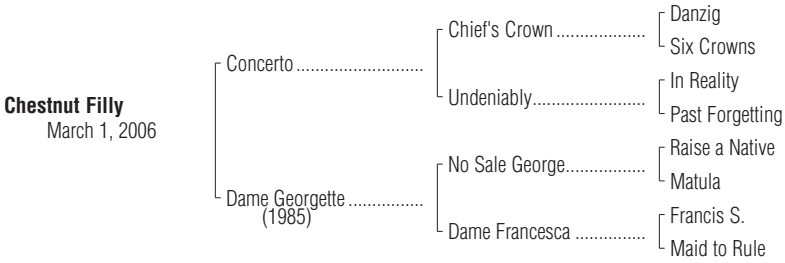 Chestnut Filly
March 1, 2006
Concerto
Dame Georgette
(1985)
Chief's Crown
Undeniably
No Sale George
Dame Francesca
Danzig
Six Crowns
In Reality
Past Forgetting
Raise a Native
Matula
Francis S.
Maid to Rule